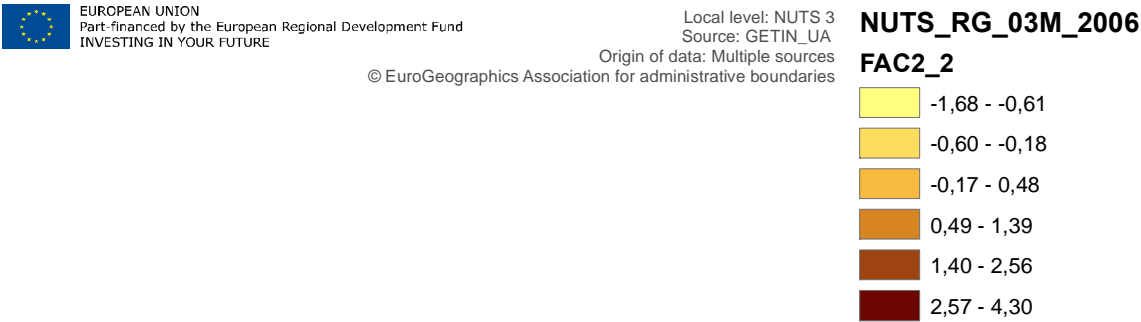 EUROPEAN UNION
Part-financed by the European Regional Development Fund
INVESTING IN YOUR FUTURE
Local level: NUTS 3
Source: GETIN_UA
Origin of data: Multiple sources
© EuroGeographics Association for administrative boundaries
NUTS_RG_03M_2006
FAC2_2
-1,68 - -0,61
-0,60 - -0,18
-0,17 - 0,48
0,49 - 1,39
1,40 - 2,56
2,57 - 4,30